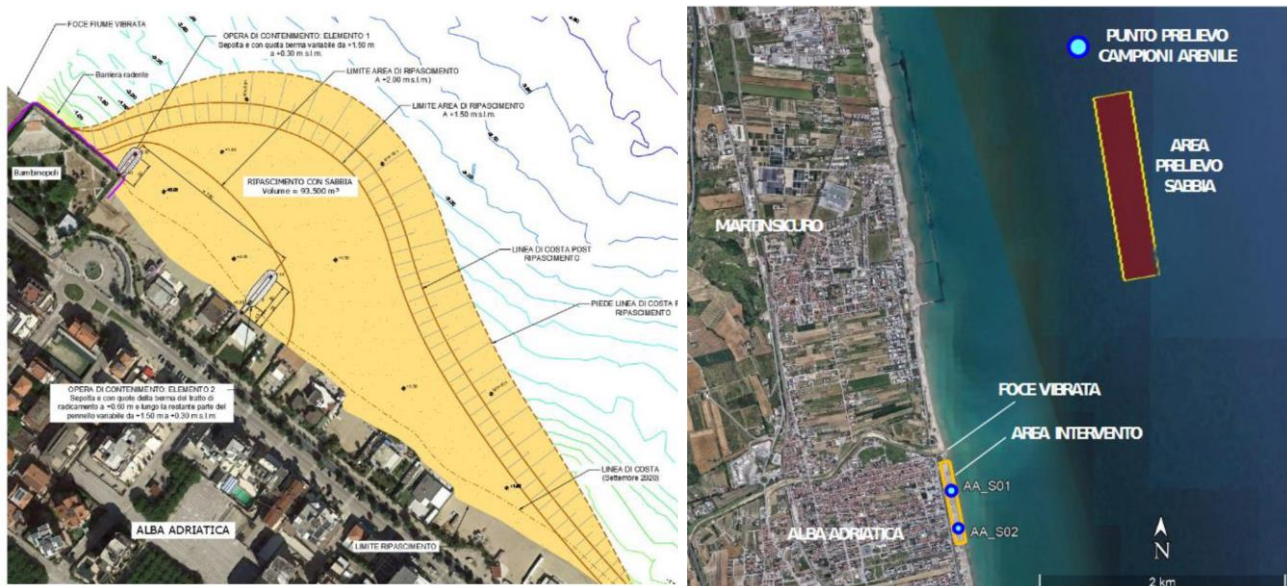 FOCE FIUME VIBRATA
OPERA DI CONTENIMENTO: ELEMENTO 1
Sepolta e con quota berma variabile da +1.50 m
a +0.30 m s.l.m.
Barriera radente
LIMITE AREA DI RIPASCIMENTO
A +2.00 m s.l.m.)
LIMITE AREA DI RIPASCIMENTO
A +1.50 m s.l.m.
Bambinopoli
RIPASCIMENTO CON SABBIA
Volume = 93.500 m³
LINEA DI COSTA POST
RIPASCIMENTO
PIEDE LINEA DI COSTA P
RIPASCIMENTO
OPERA DI CONTENIMENTO: ELEMENTO 2
Sepolta e con quote della berma del tratto di
radicamento a +0.60 m e lungo la restante parte del
pennello variabile da +1.50 m a +0.30 m s.l.m
LINEA DI COSTA
(Settembre 2020)
ALBA ADRIATICA
LIMITE RIPASCIMENTO
PUNTO PRELIEVO
CAMPIONI ARENILE
AREA
PRELIEVO
SABBIA
MARTINSICURO
FOCE VIBRATA
AREA INTERVENTO
AA_S01
ALBA ADRIATICA
AA_S02
N
2 km